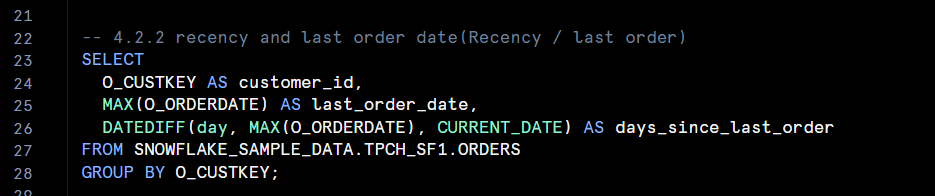 21
22 -- 4.2.2 recency and last order date(Recency / last order)
23 SELECT
24 O_CUSTKEY AS customer_id,
25 MAX(O_ORDERDATE) AS last_order_date,
26 DATEDIFF(day, MAX(O_ORDERDATE), CURRENT_DATE) AS days_since_last_order
27 FROM SNOWFLAKE_SAMPLE_DATA.TPCH_SF1.ORDERS
28 GROUP BY O_CUSTKEY;
29